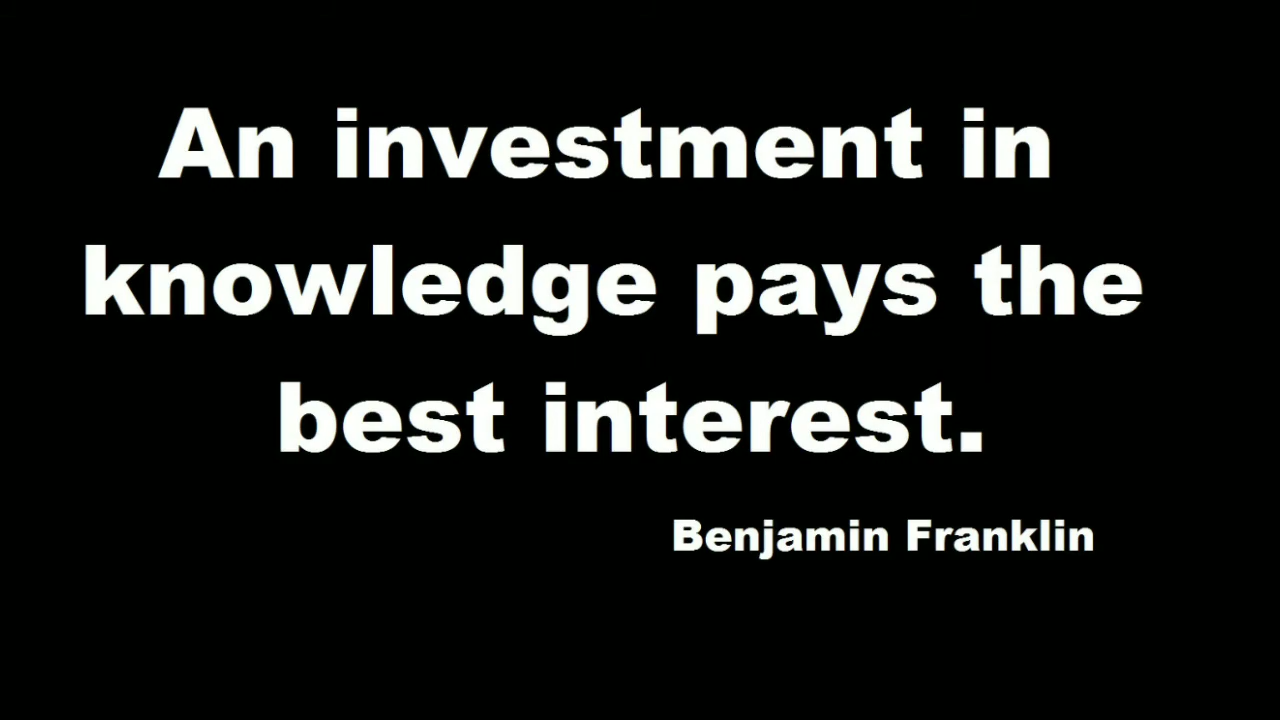 An investment in
knowledge pays the
best interest.
Benjamin Franklin